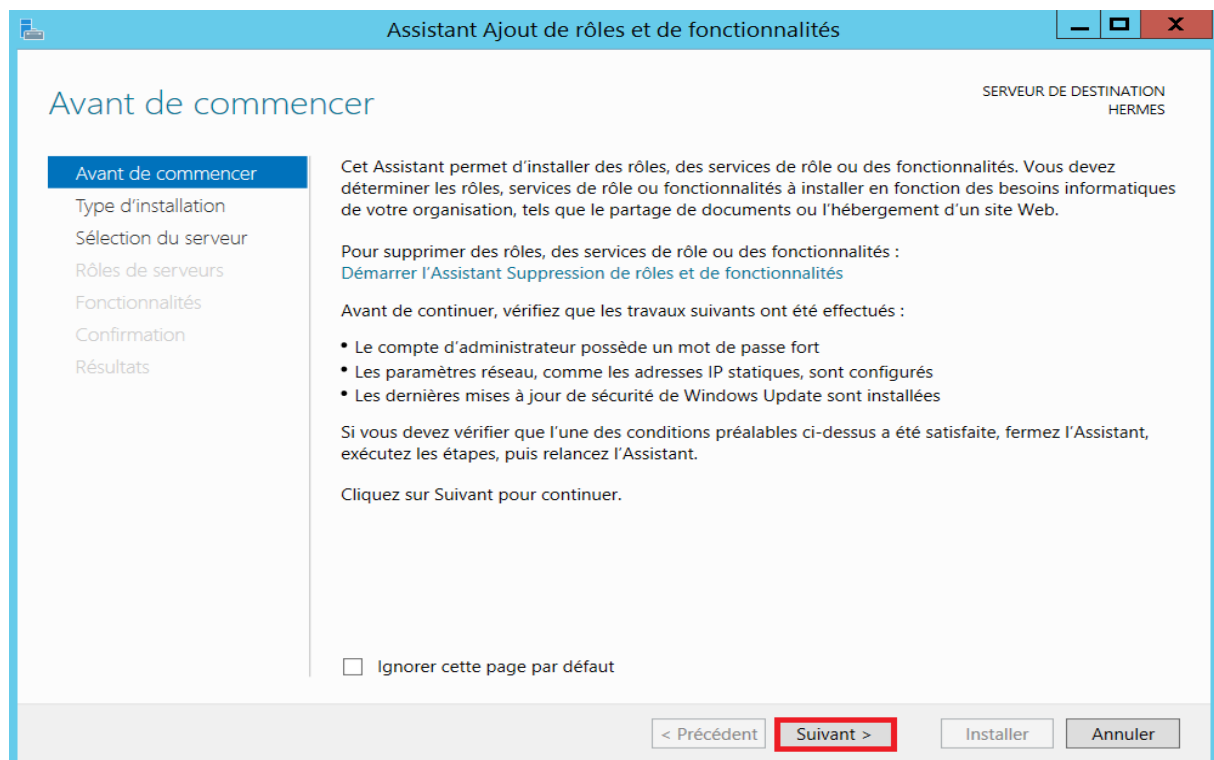 Assistant Ajout de rôles et de fonctionnalités
Avant de commencer
SERVEUR DE DESTINATION
HERMES
Avant de commencer
Type d'installation
Sélection du serveur
Rôles de serveurs
Fonctionnalités
Confirmation
Résultats
Cet Assistant permet d'installer des rôles, des services de rôle ou des fonctionnalités. Vous devez
déterminer les rôles, services de rôle ou fonctionnalités à installer en fonction des besoins informatiques
de votre organisation, tels que le partage de documents ou l'hébergement d'un site Web.
Pour supprimer des rôles, des services de rôle ou des fonctionnalités :
Démarrer l'Assistant Suppression de rôles et de fonctionnalités
Avant de continuer, vérifiez que les travaux suivants ont été effectués :
• Le compte d'administrateur possède un mot de passe fort
• Les paramètres réseau, comme les adresses IP statiques, sont configurés
• Les dernières mises à jour de sécurité de Windows Update sont installées
Si vous devez vérifier que l'une des conditions préalables ci-dessus a été satisfaite, fermez l'Assistant,
exécutez les étapes, puis relancez l'Assistant.
Cliquez sur Suivant pour continuer.
Ignorer cette page par défaut
< Précédent Suivant > Installer Annuler